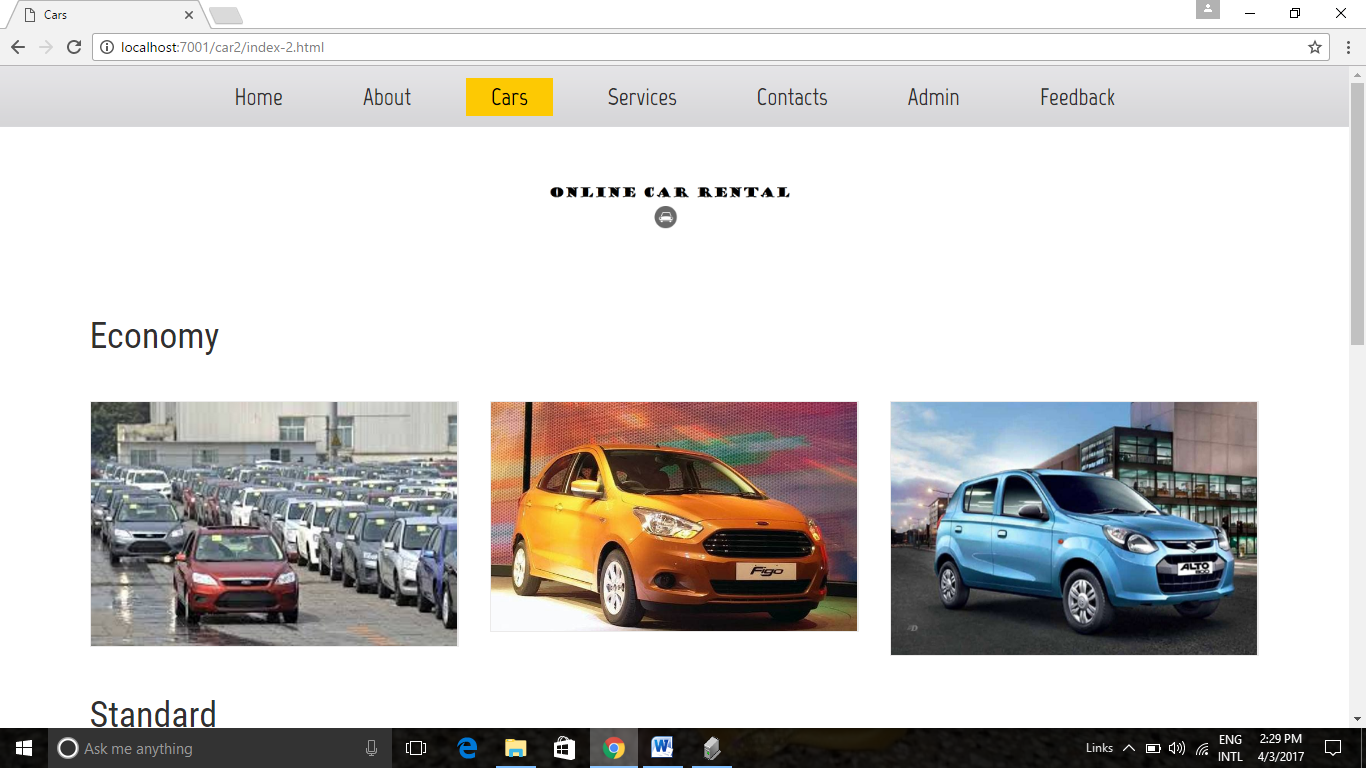 Cars
localhost:7001/car2/index-2.html
Home About Cars Services Contacts Admin Feedback
ONLINE CAR RENTAL
Economy
Figo
ALTO
Standard
Ask me anything
Links
ENG
INTL
2:29 PM
4/3/2017